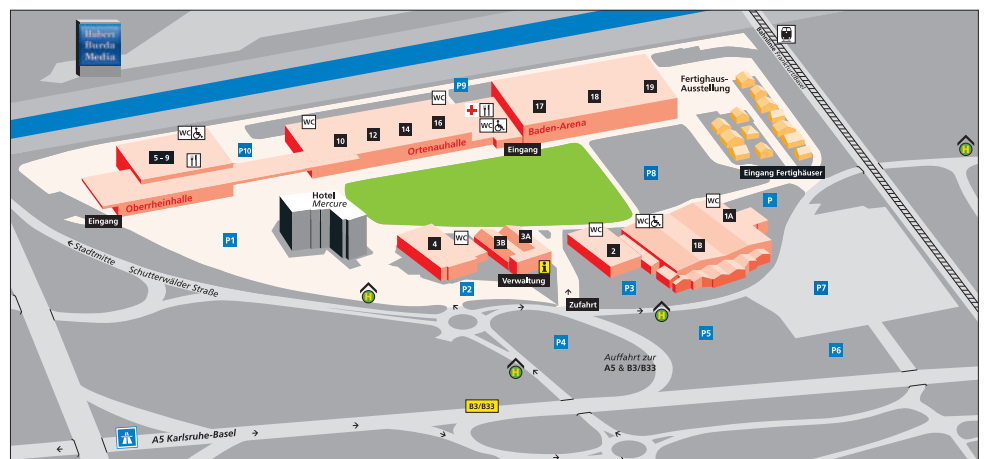 Hubert
Burda
Media
Bahnlinie Frankfurt/Basel
P9
19
Fertighaus-
Ausstellung
WC
18
17
WC
16
14
12
10
WC
Baden-Arena
Ortenauhalle
WC
5 – 9
P10
Eingang
H
P8
Eingang Fertighäuser
Oberrheinhalle
Hotel
Mercure
P
WC
1A
Eingang
P1
4
WC
3B
3A
WC
WC
2
1B
Stadtmitte
Schutterwälder Straße
i
Verwaltung
P2
H
Zufahrt
P3
P7
H
P5
P4
P6
Auffahrt zur
A5 & B3/B33
H
B3/B33
A5 Karlsruhe-Basel